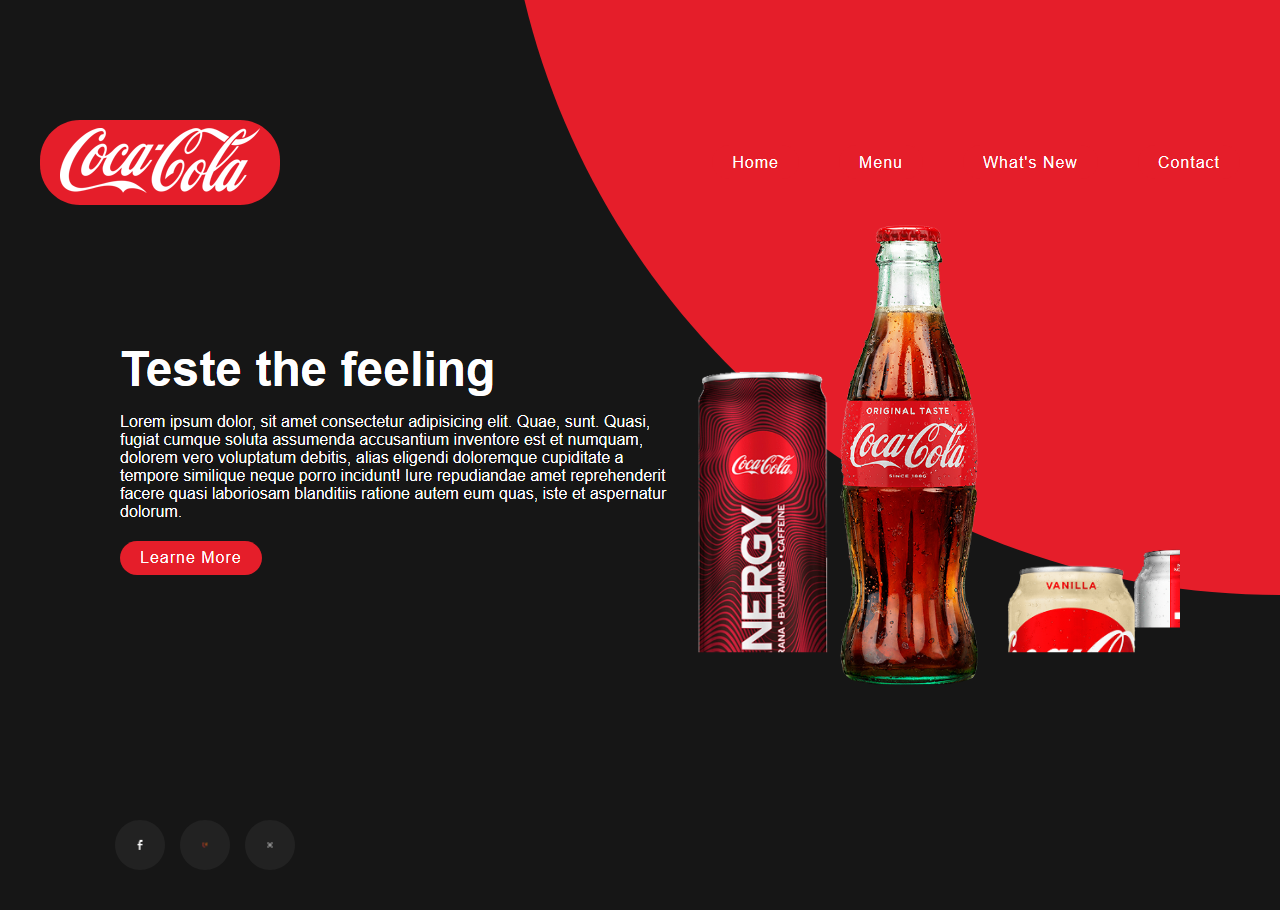 Coca-Cola
Home
Menu
What's New
Contact
Teste the feeling
Lorem ipsum dolor, sit amet consectetur adipisicing elit. Quae, sunt. Quasi,
fugiat cumque soluta assumenda accusantium inventore est et numquam,
dolorem vero voluptatum debitis, alias eligendi doloremque cupiditate a
tempore similique neque porro incidunt! Iure repudiandae amet reprehenderit
facere quasi laboriosam blanditiis ratione autem eum quas, iste et aspernatur
dolorum.
Learne More
Coca-Cola
NERGY
RANA • B-VITAMINS • CAFFEINE
ORIGINAL TASTE
Coca-Cola
SINCE 1886
VANILLA